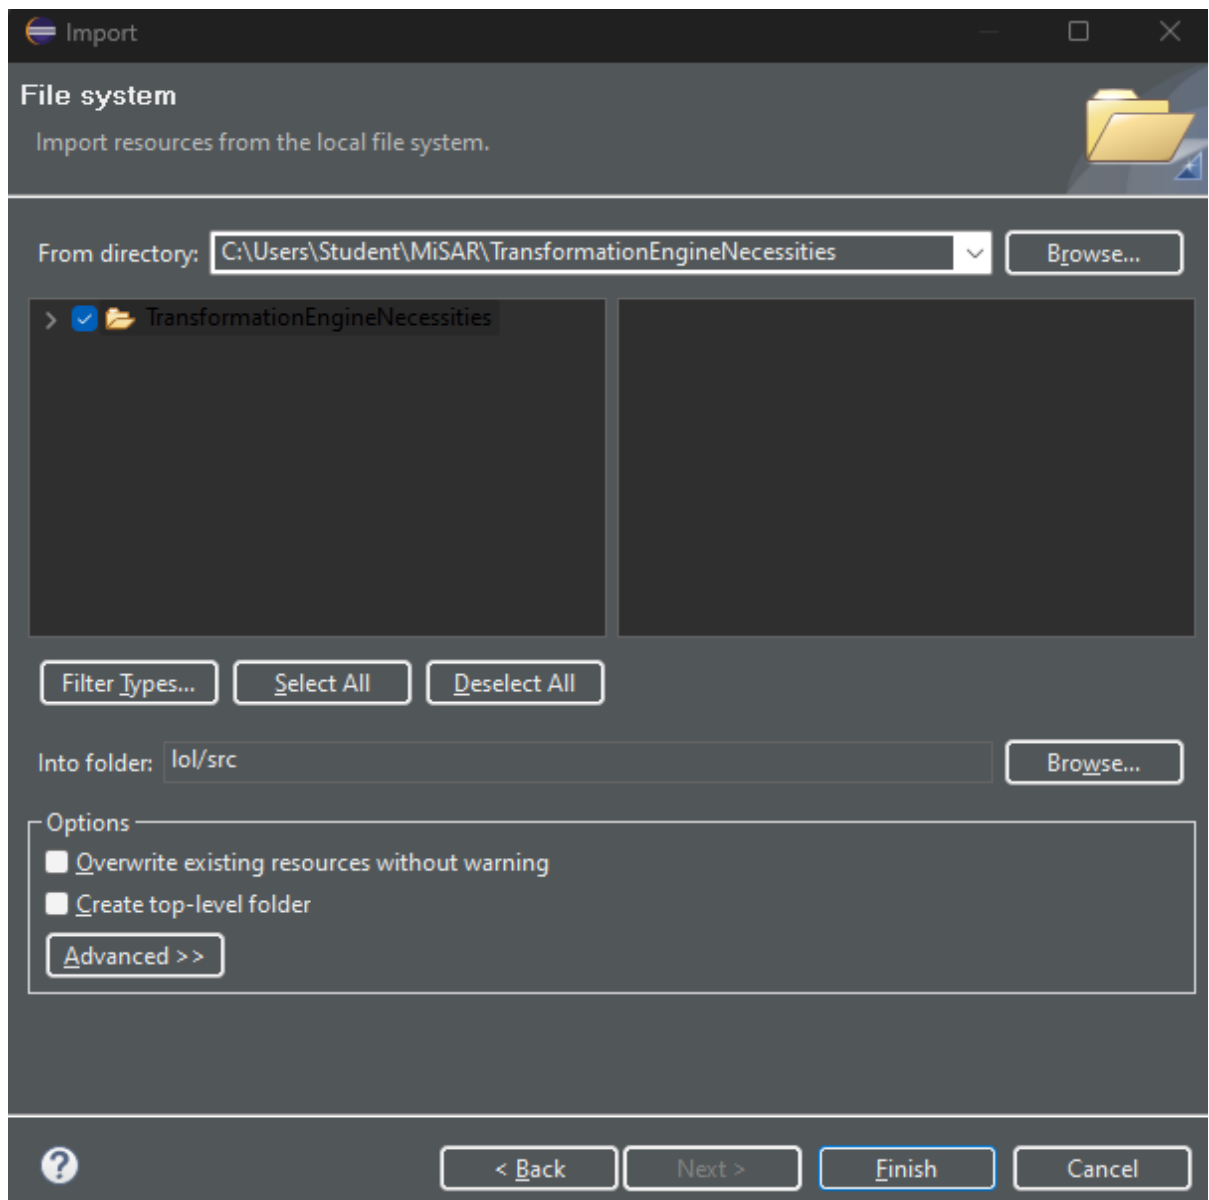 Import
File system
Import resources from the local file system.
From directory: C:\Users\Student\MiSAR\TransformationEngineNecessities Browse...
TransformationEngineNecessities
Filter Types... Select All Deselect All
Into folder: lol/src Browse...
Options
Overwrite existing resources without warning
Create top-level folder
Advanced >>
? < Back Next > Finish Cancel